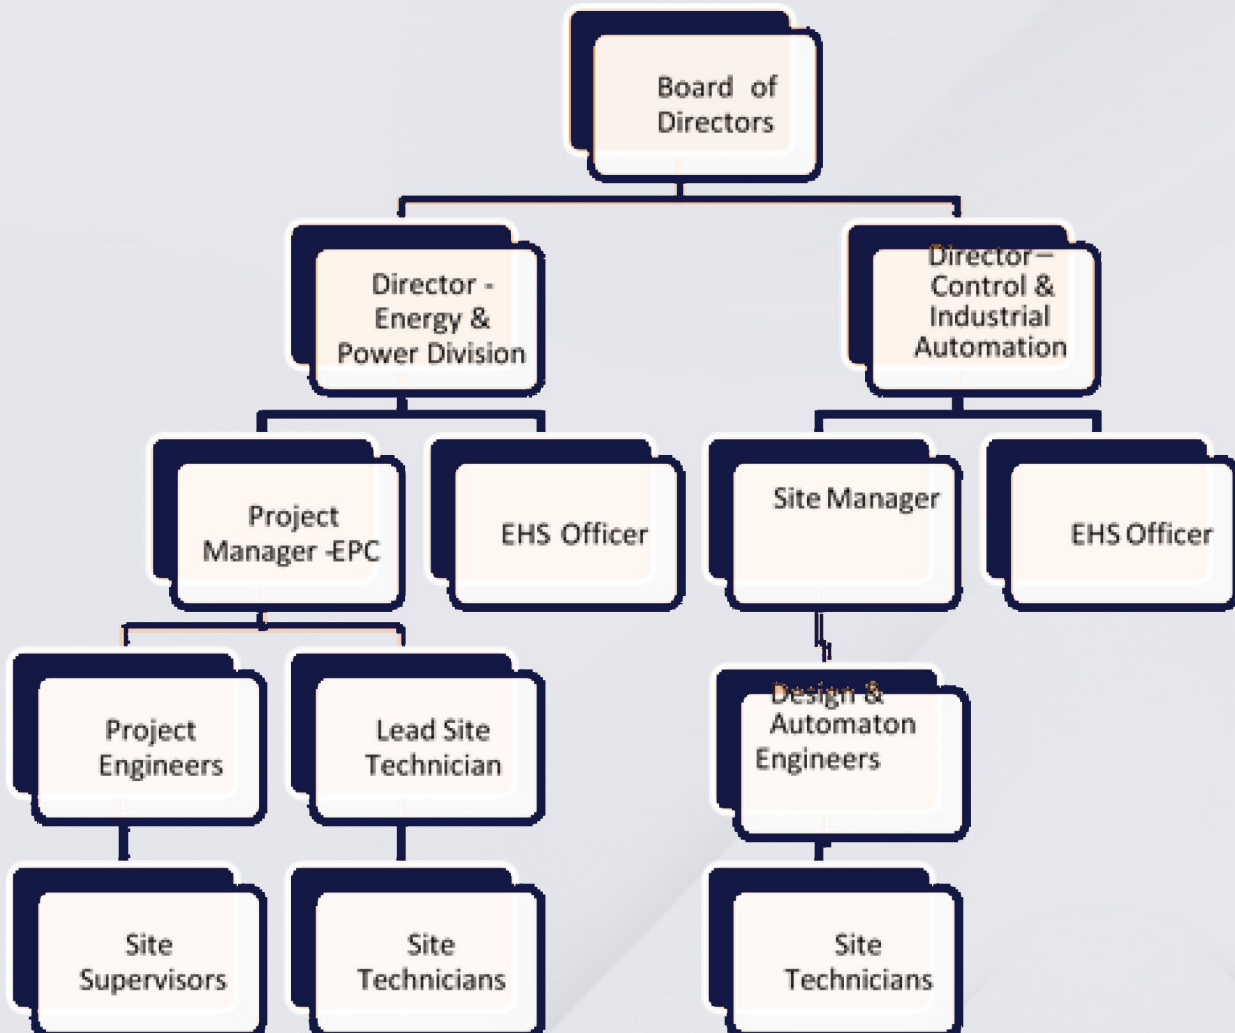 Board of
Directors
Director -
Energy &
Power Division
Director –
Control &
Industrial
Automation
Project
Manager -EPC
EHS Officer
Site Manager
EHS Officer
Project
Engineers
Lead Site
Technician
Design &
Automaton
Engineers
Site
Supervisors
Site
Technicians
Site
Technicians